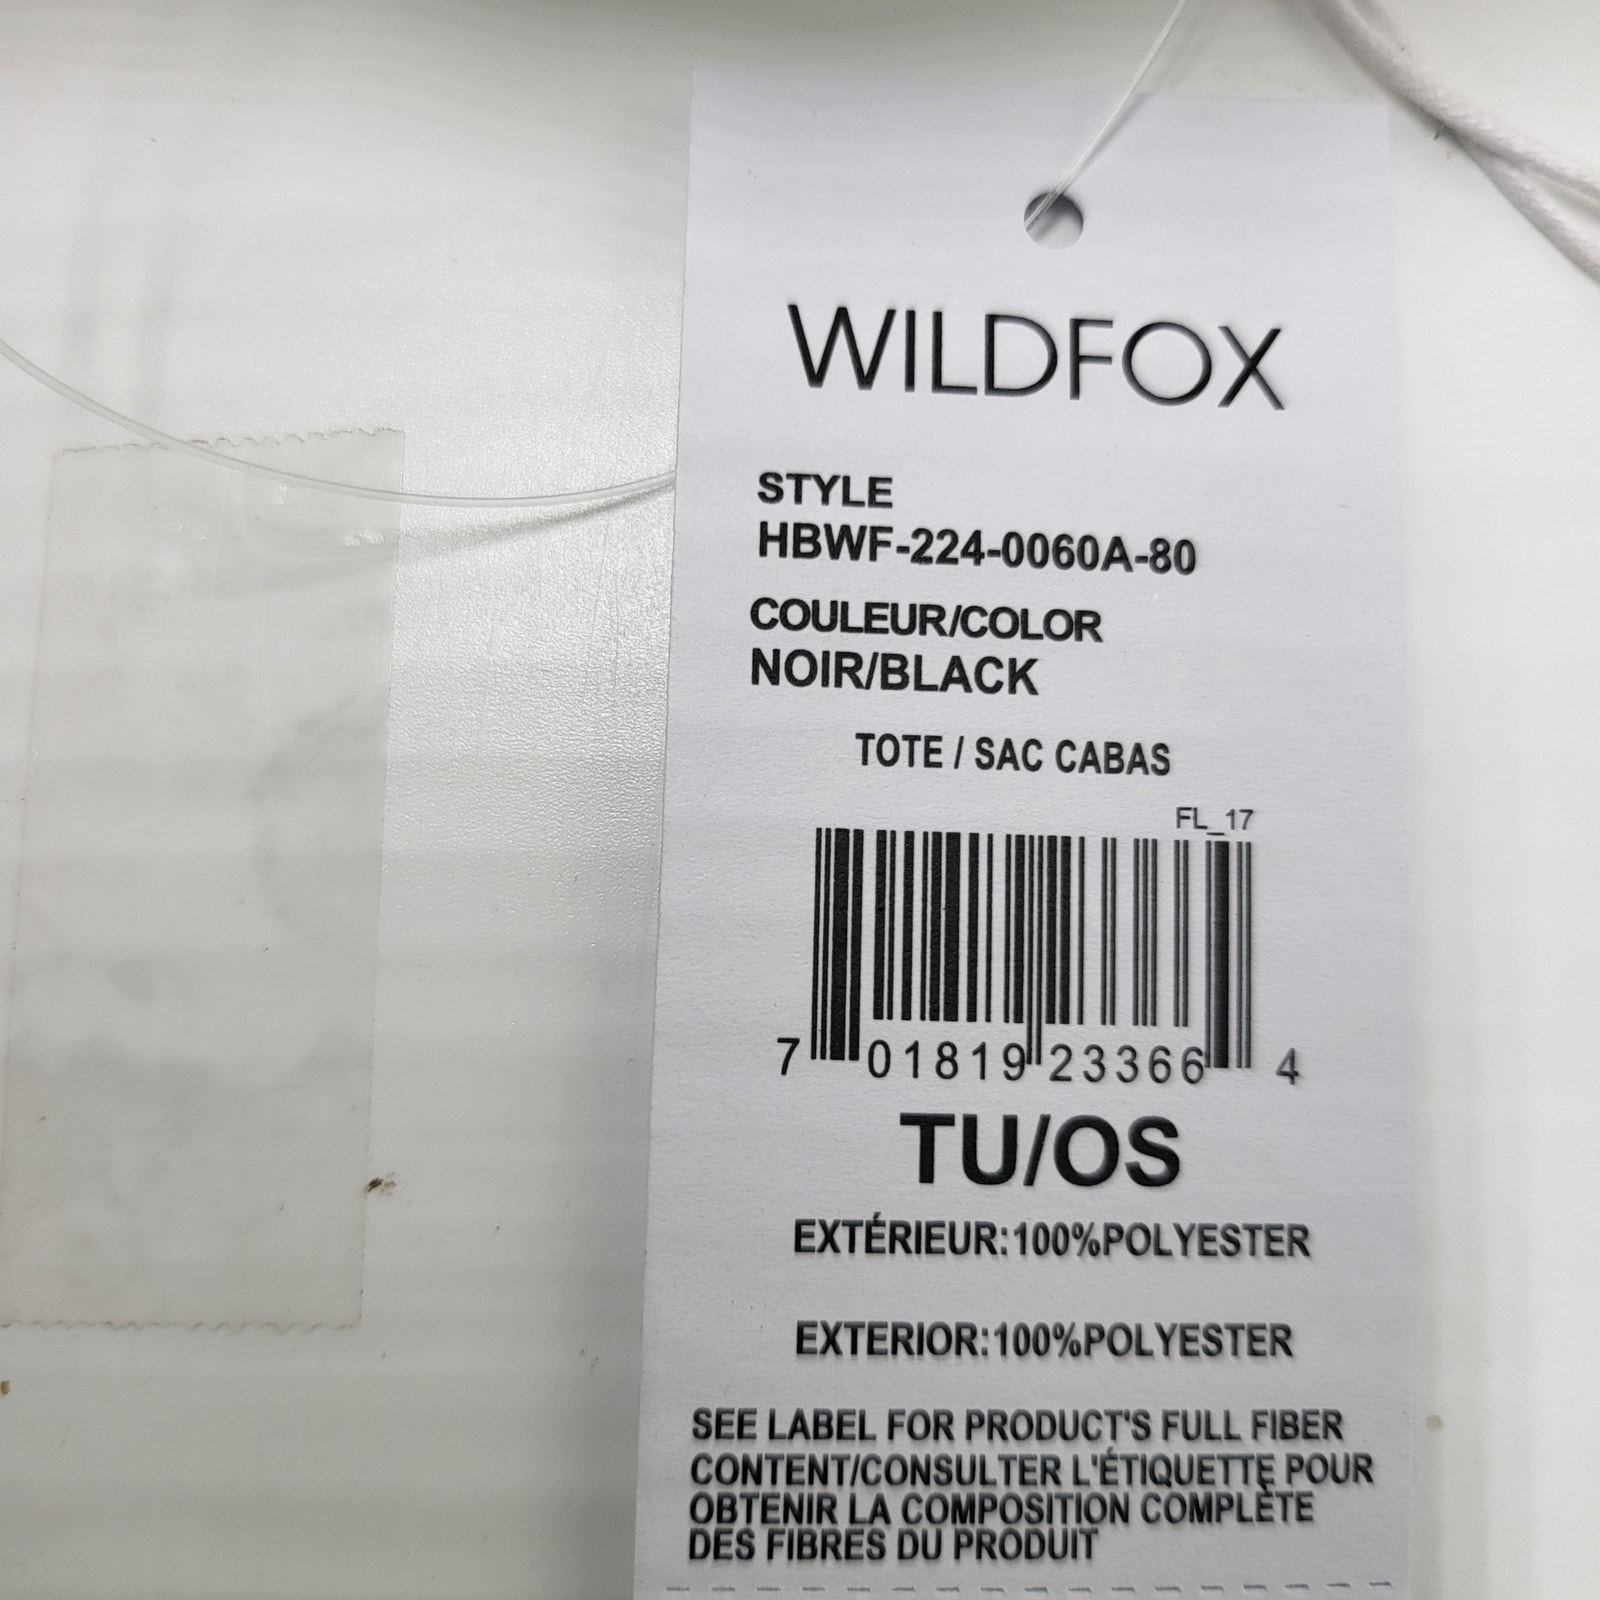 WILDFOX
STYLE
HBWF-224-0060A-80
COULEUR/COLOR
NOIR/BLACK
TOTE / SAC CABAS
FL_17
7 01819 23366 4
TU/OS
EXTÉRIEUR:100%POLYESTER
EXTERIOR:100%POLYESTER
SEE LABEL FOR PRODUCT'S FULL FIBER
CONTENT/CONSULTER L'ÉTIQUETTE POUR
OBTENIR LA COMPOSITION COMPLÈTE
DES FIBRES DU PRODUIT